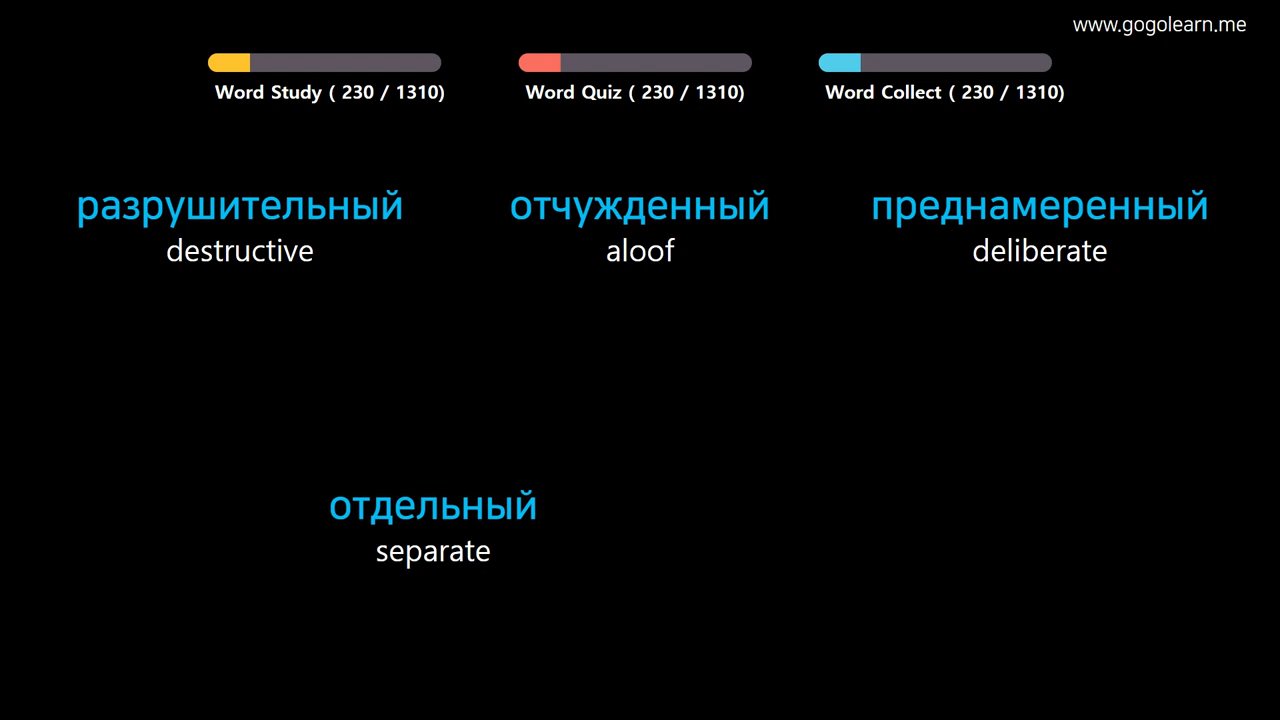 www.gogolearn.me
Word Study ( 230 / 1310)
Word Quiz ( 230 / 1310)
Word Collect ( 230 / 1310)
разрушительный
destructive
отчужденный
aloof
преднамеренный
deliberate
отдельный
separate